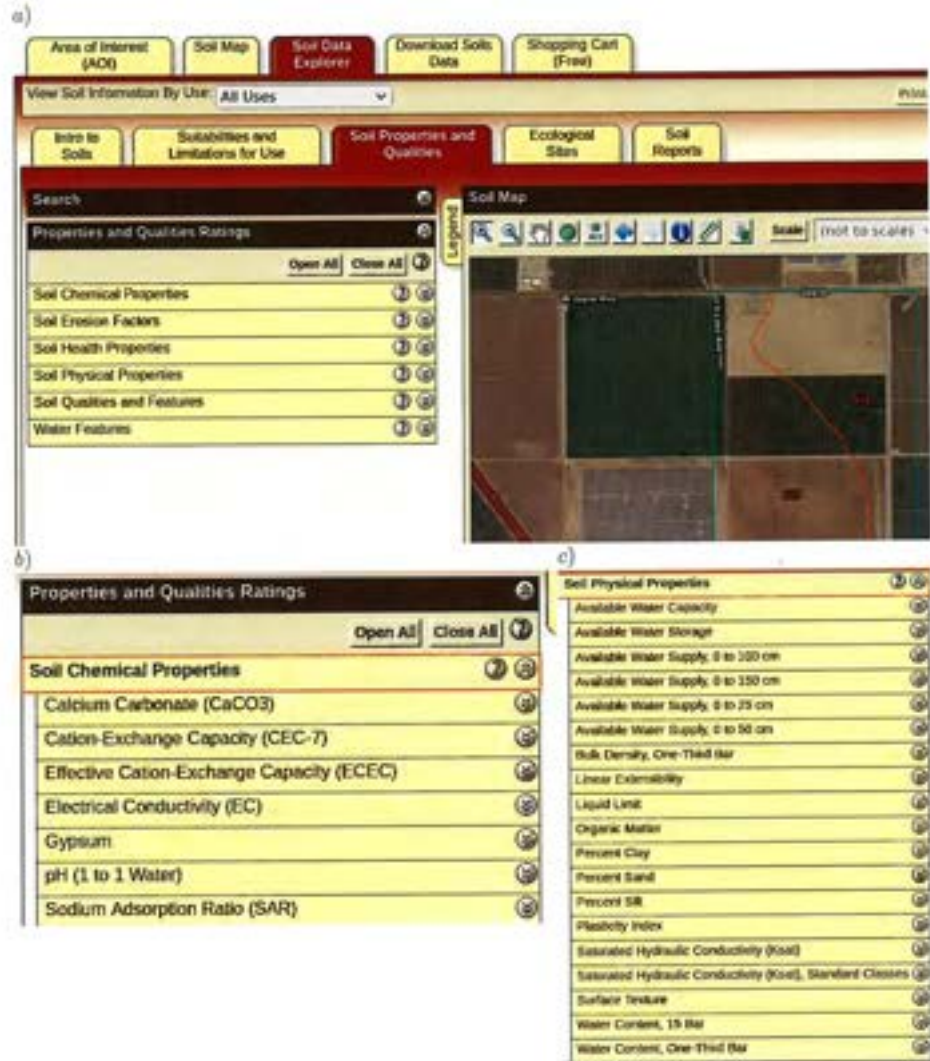 a)
Area of Interest (AOI)
Soil Map
Soil Data Explorer
Download Soils Data
Shopping Cart (Free)
View Soil Information By Use: All Uses
Intro to Soils
Suitabilities and Limitations for Use
Soil Properties and Qualities
Ecological Sites
Soil Reports
Search
Properties and Qualities Ratings
Open All Close All
Soil Chemical Properties
Soil Erosion Factors
Soil Health Properties
Soil Physical Properties
Soil Qualities and Features
Water Features
Legend
Soil Map
Scale (not to scale)
b)
Properties and Qualities Ratings
Open All Close All
Soil Chemical Properties
Calcium Carbonate (CaCO3)
Cation-Exchange Capacity (CEC-7)
Effective Cation-Exchange Capacity (ECEC)
Electrical Conductivity (EC)
Gypsum
pH (1 to 1 Water)
Sodium Adsorption Ratio (SAR)
c)
Soil Physical Properties
Available Water Capacity
Available Water Storage
Available Water Supply, 0 to 100 cm
Available Water Supply, 0 to 150 cm
Available Water Supply, 0 to 25 cm
Available Water Supply, 0 to 50 cm
Bulk Density, One-Third Bar
Linear Extensibility
Liquid Limit
Organic Matter
Percent Clay
Percent Sand
Percent Silt
Plasticity Index
Saturated Hydraulic Conductivity (Ksat)
Saturated Hydraulic Conductivity (Ksat), Standard Classes
Surface Texture
Water Content, 15 Bar
Water Content, One-Third Bar